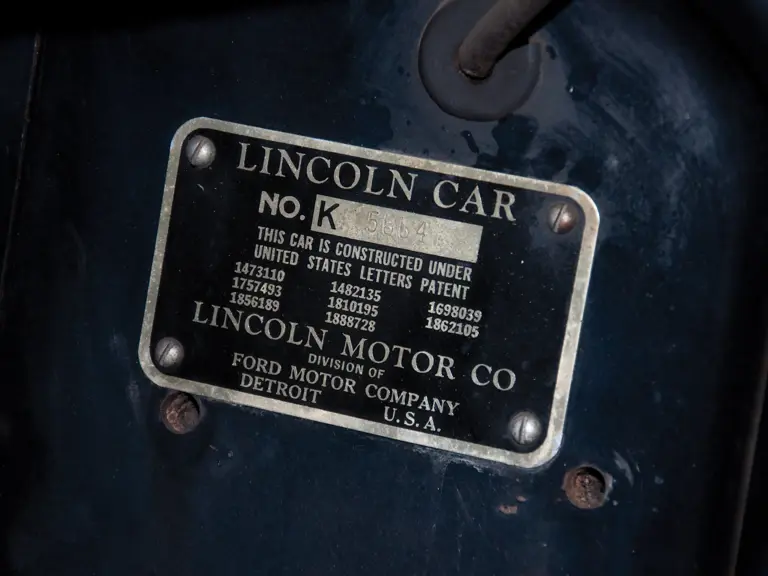 LINCOLN CAR
NO. K
THIS CAR IS CONSTRUCTED UNDER
UNITED STATES LETTERS PATENT
1473110 1482135 1698039
1757493 1810195 1862105
1856189 1888728
LINCOLN MOTOR CO
DIVISION OF
FORD MOTOR COMPANY
DETROIT U.S.A.